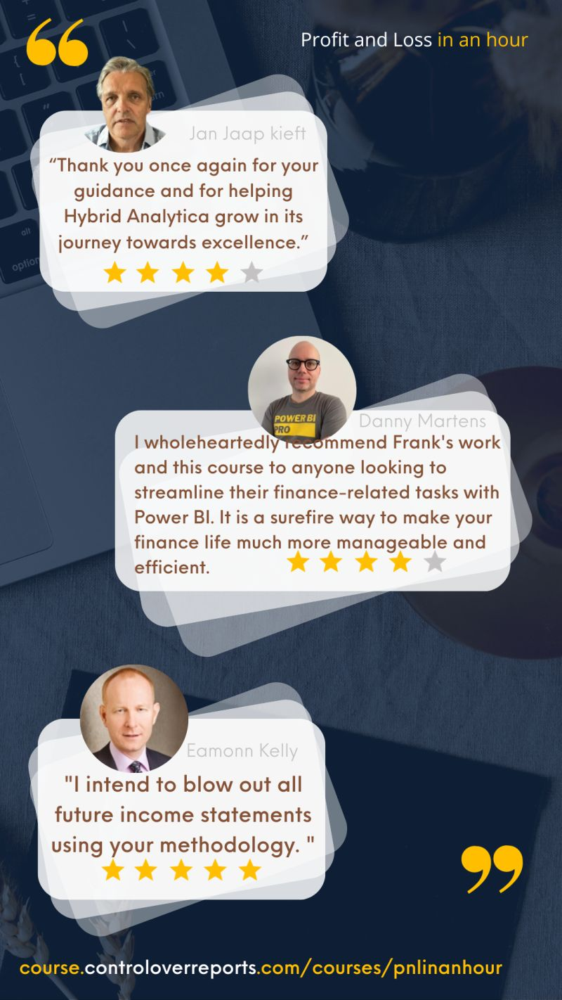 Profit and Loss in an hour
Jan Jaap kieft
“Thank you once again for your
guidance and for helping
Hybrid Analytica grow in its
journey towards excellence.”
POWER BI
PRO
Danny Martens
I wholeheartedly recommend Frank's work
and this course to anyone looking to
streamline their finance-related tasks with
Power BI. It is a surefire way to make your
finance life much more manageable and
efficient.
Eamonn Kelly
"I intend to blow out all
future income statements
using your methodology. "
course.controloverreports.com/courses/pnlinanhour
alt
option